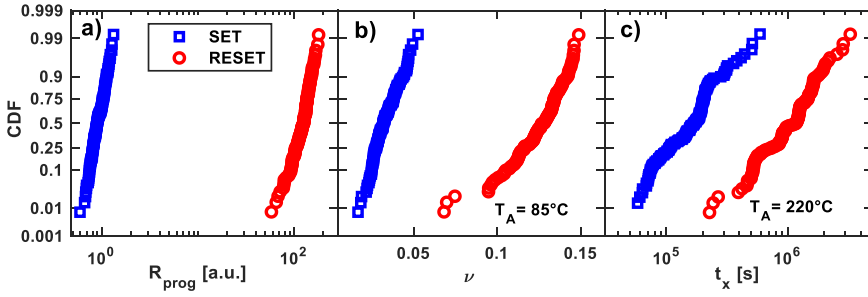 a)
b)
c)
SET
RESET
CDF
0.99
0.9
0.75
0.5
0.25
0.1
0.01
0.001
T_A = 85°C
T_A = 220°C
10^0
10^2
0.05
0.1
0.15
10^5
10^6
R_prog [a.u.]
ν
t_x [s]